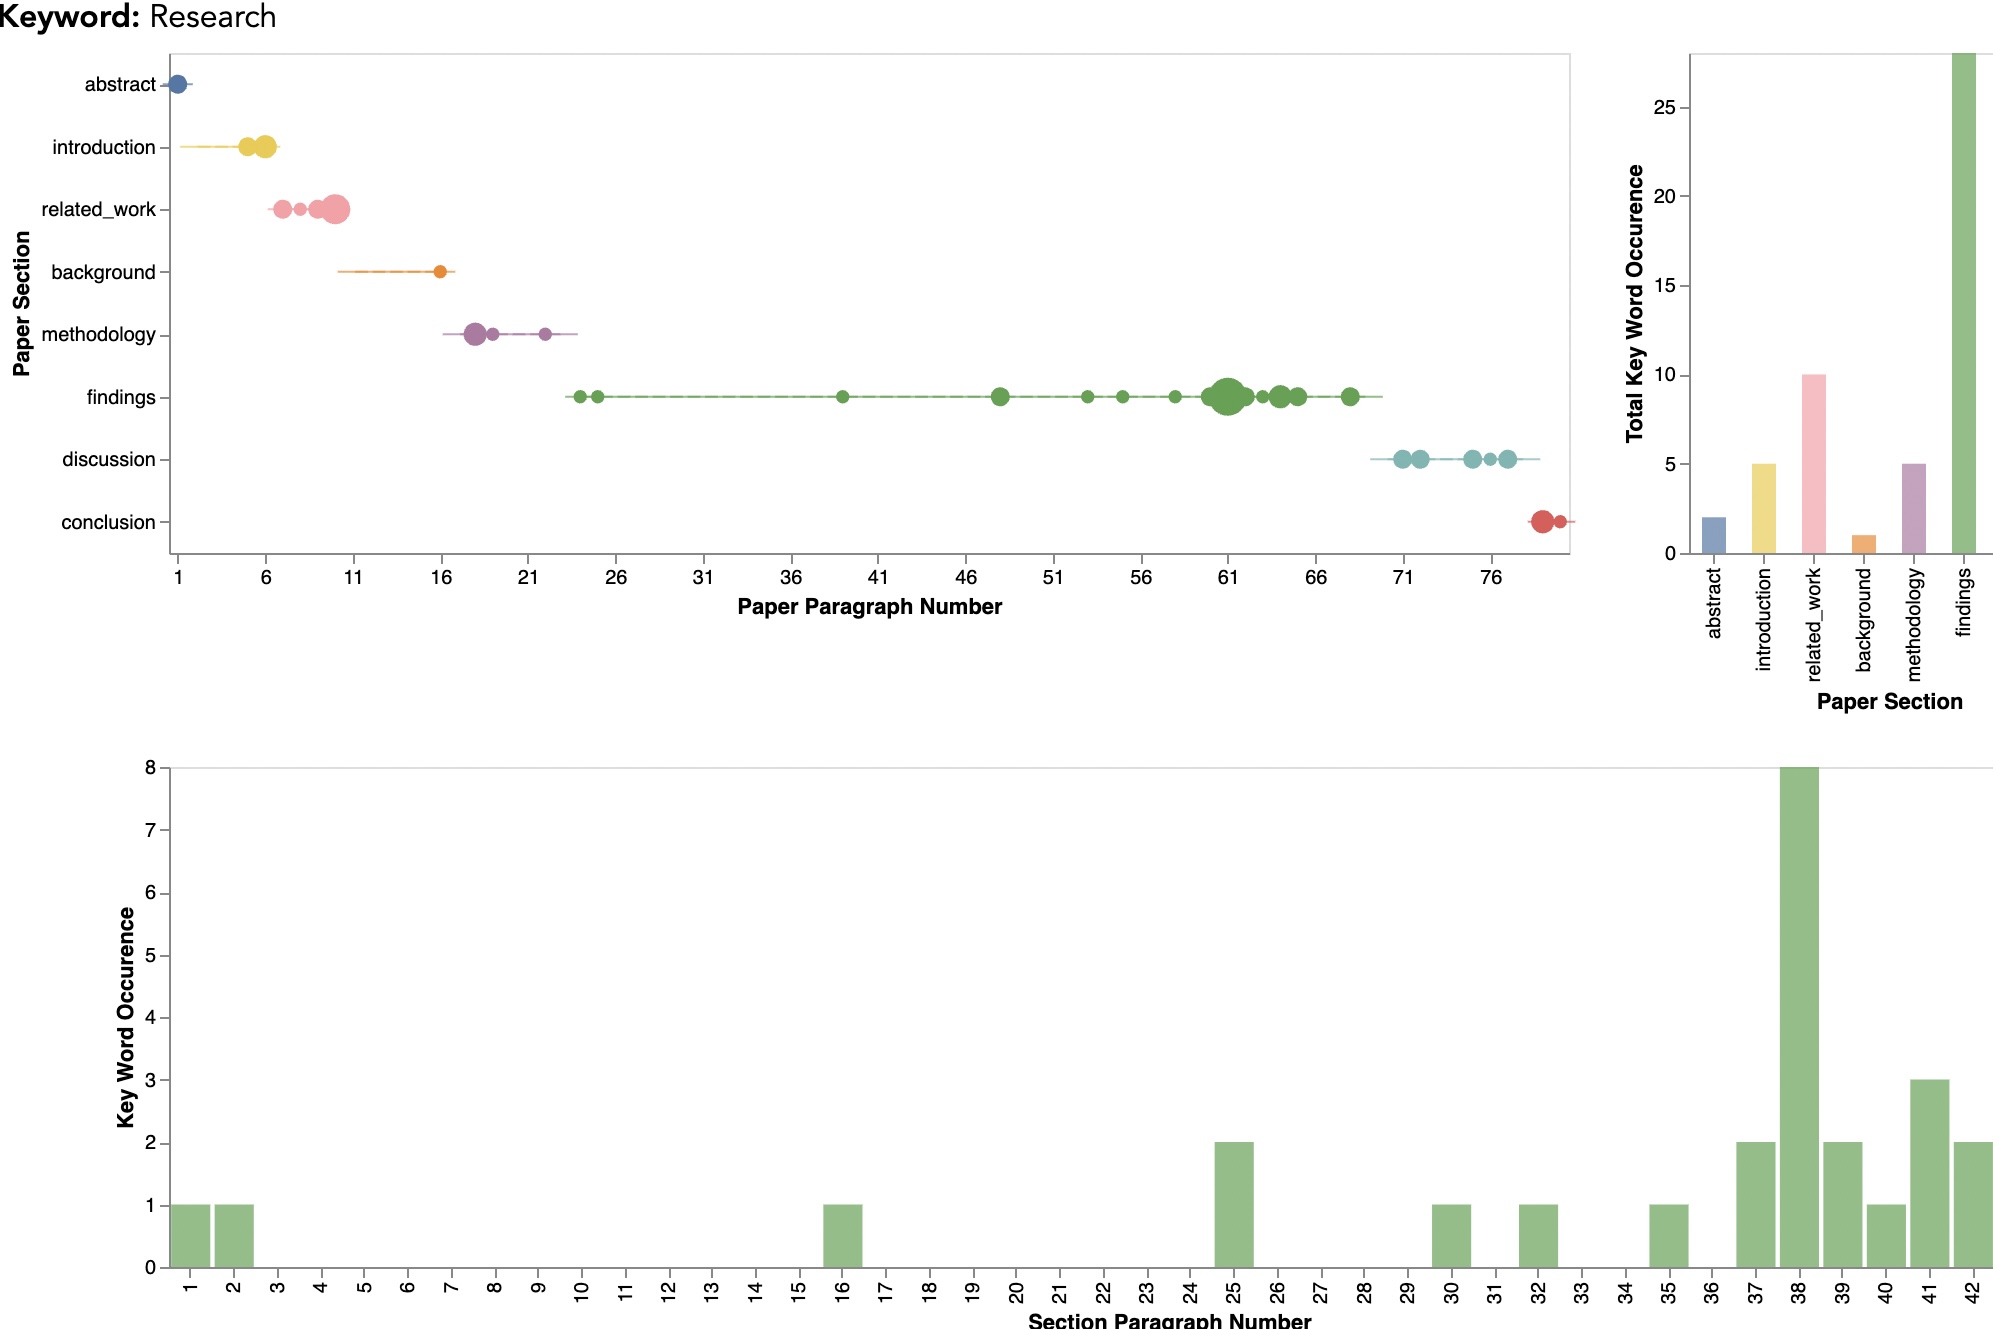 Keyword: Research
Paper Section
abstract
introduction
related_work
background
methodology
findings
discussion
conclusion
1 6 11 16 21 26 31 36 41 46 51 56 61 66 71 76
Paper Paragraph Number
Total Key Word Occurence
25
20
15
10
5
0
abstract introduction related_work background methodology findings
Paper Section
Key Word Occurence
8
7
6
5
4
3
2
1
0
1 2 3 4 5 6 7 8 9 10 11 12 13 14 15 16 17 18 19 20 21 22 23 24 25 26 27 28 29 30 31 32 33 34 35 36 37 38 39 40 41 42
Section Paragraph Number